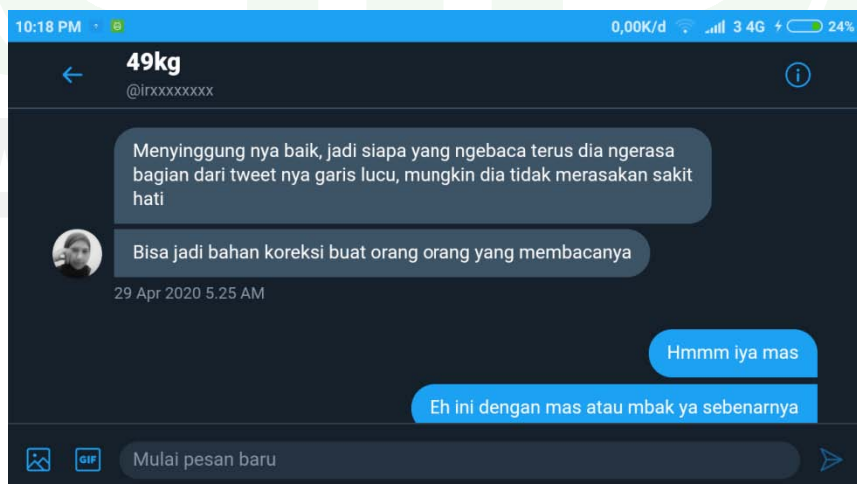 10:18 PM 0,00K/d 3 4G 24%
49kg
@irxxxxxxxx
Menyinggung nya baik, jadi siapa yang ngebaca terus dia ngerasa
bagian dari tweet nya garis lucu, mungkin dia tidak merasakan sakit
hati
Bisa jadi bahan koreksi buat orang orang yang membacanya
29 Apr 2020 5.25 AM
Hmmm iya mas
Eh ini dengan mas atau mbak ya sebenarnya
GIF Mulai pesan baru